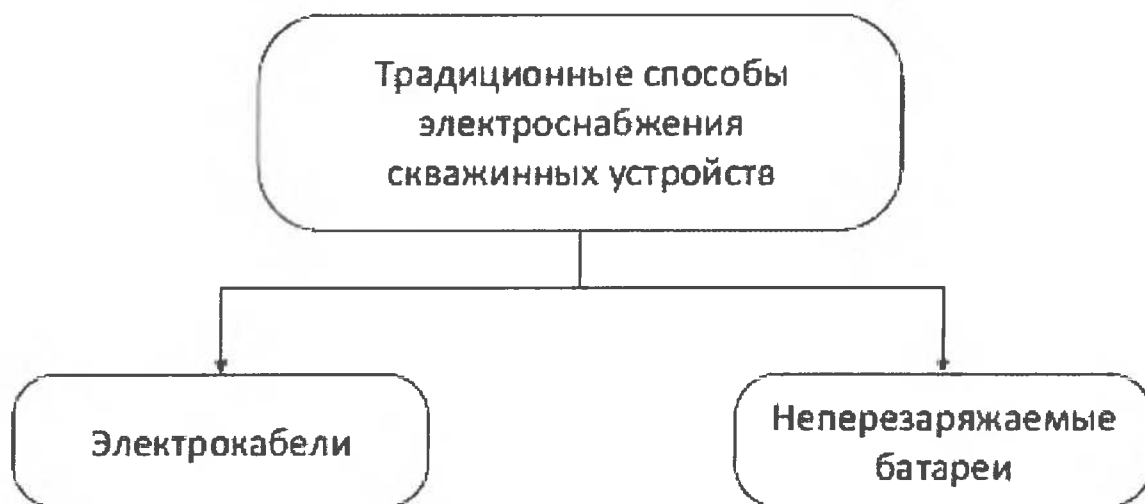 Традиционные способы
электроснабжения
скважинных устройств
Электрокабели
Неперезаряжаемые
батареи